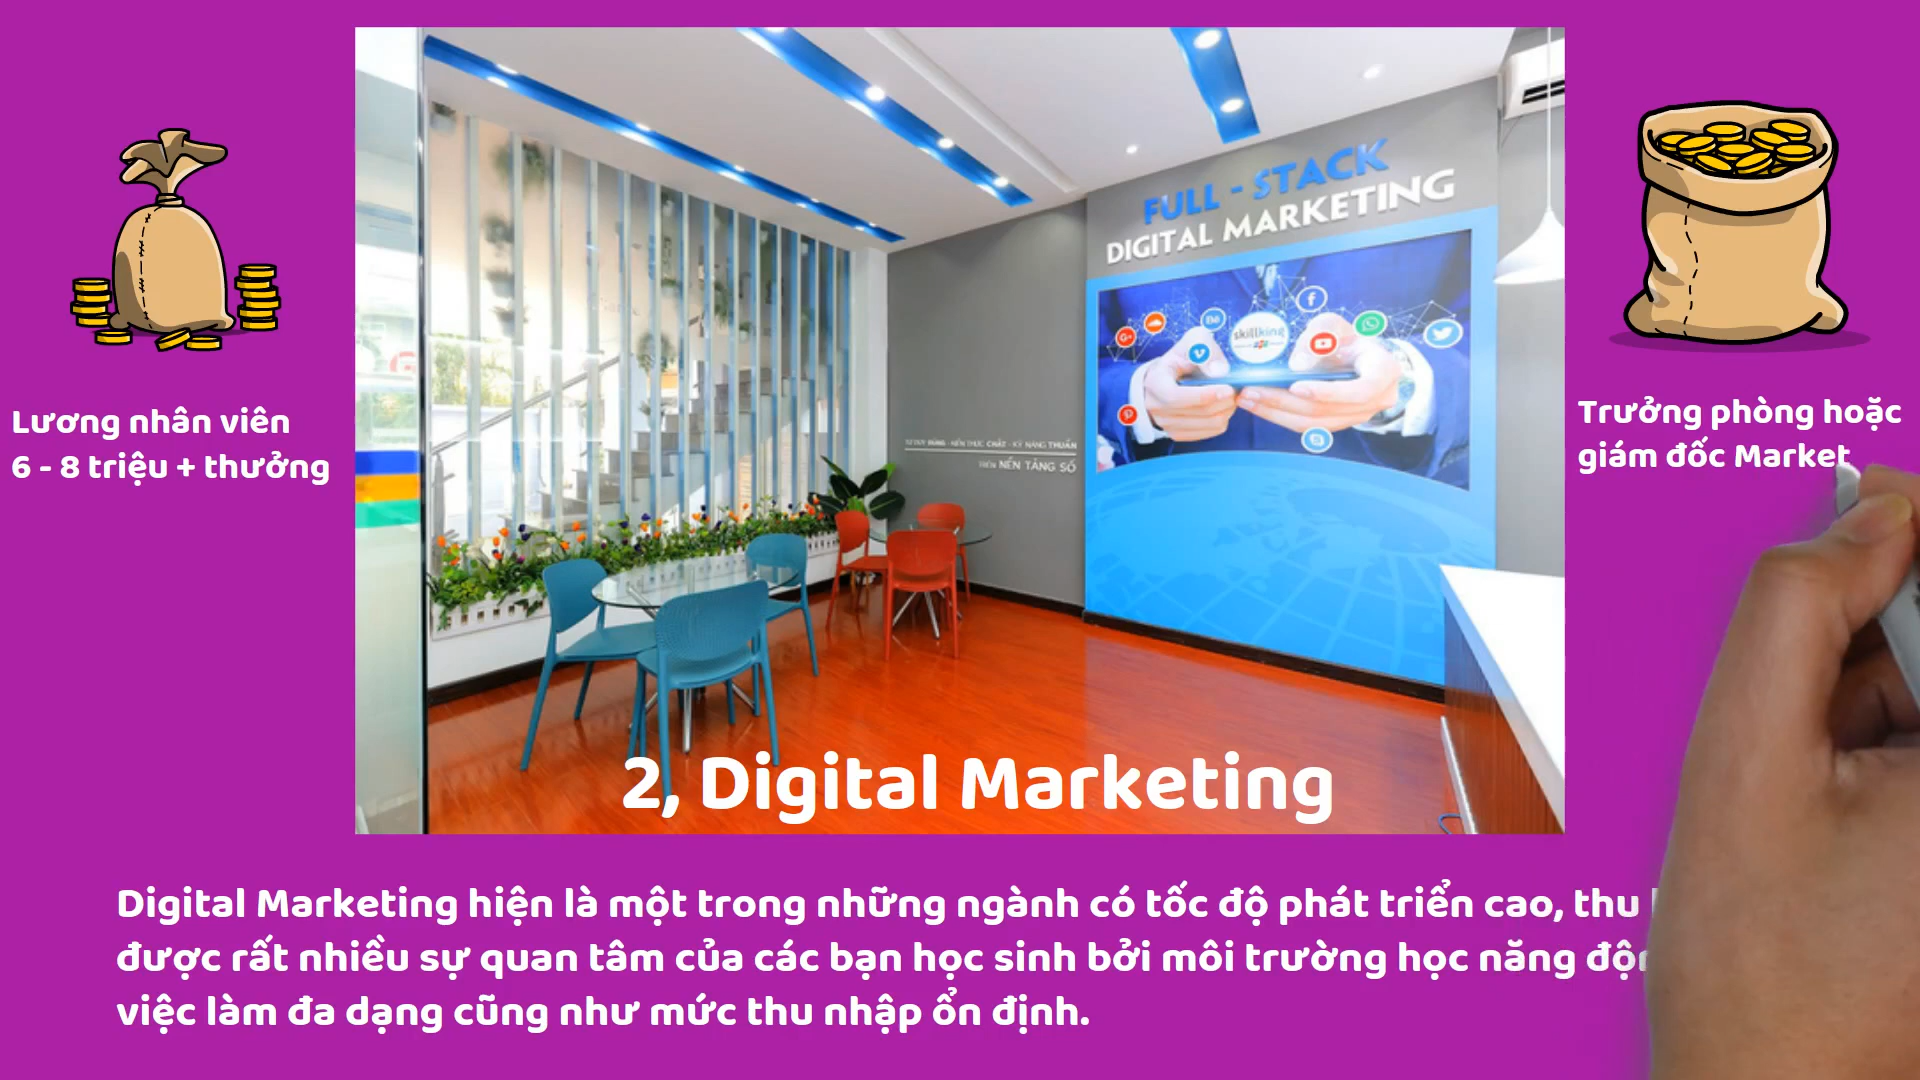 FULL - STACK
DIGITAL MARKETING
skillking
NỀN TẢNG SỐ
Lương nhân viên
6 - 8 triệu + thưởng
Trưởng phòng hoặc
giám đốc Market
2, Digital Marketing
Digital Marketing hiện là một trong những ngành có tốc độ phát triển cao, thu
được rất nhiều sự quan tâm của các bạn học sinh bởi môi trường học năng
việc làm đa dạng cũng như mức thu nhập ổn định.